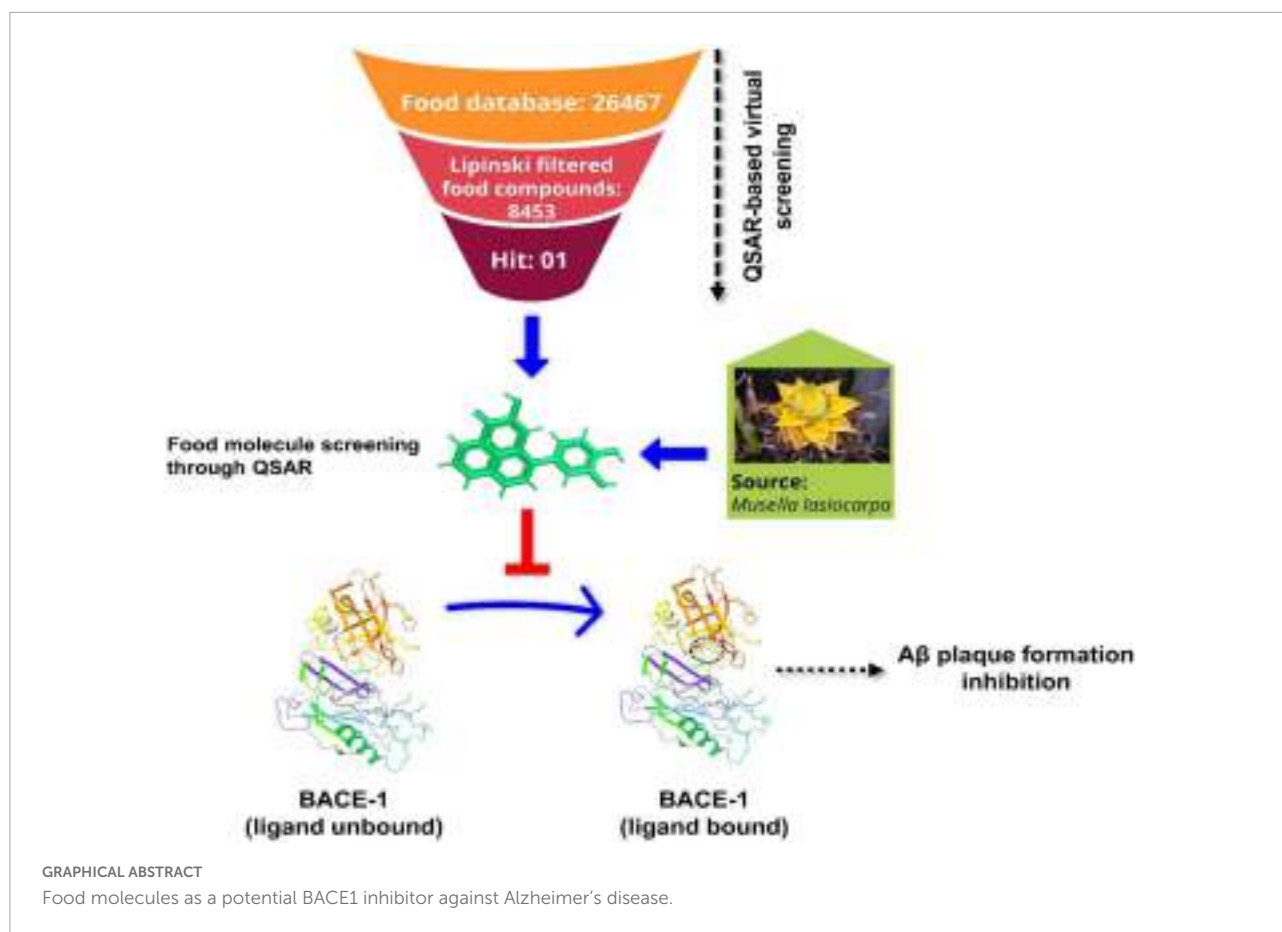 Food database: 26467
Lipinski filtered
food compounds:
8453
Hit: 01
QSAR-based virtual
screening
Food molecule screening
through QSAR
Source:
Musella lasiocarpa
Aβ plaque formation
inhibition
BACE-1
(ligand unbound)
BACE-1
(ligand bound)
GRAPHICAL ABSTRACT
Food molecules as a potential BACE1 inhibitor against Alzheimer’s disease.